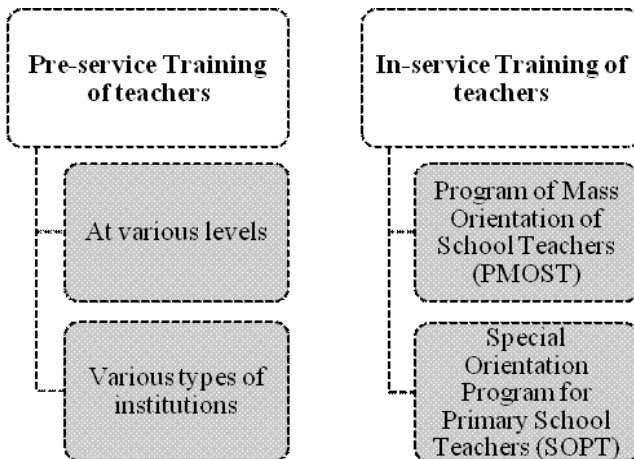 Pre-service Training
of teachers
At various levels
Various types of
institutions
In-service Training of
teachers
Program of Mass
Orientation of
School Teachers
(PMOST)
Special
Orientation
Program for
Primary School
Teachers (SOPT)